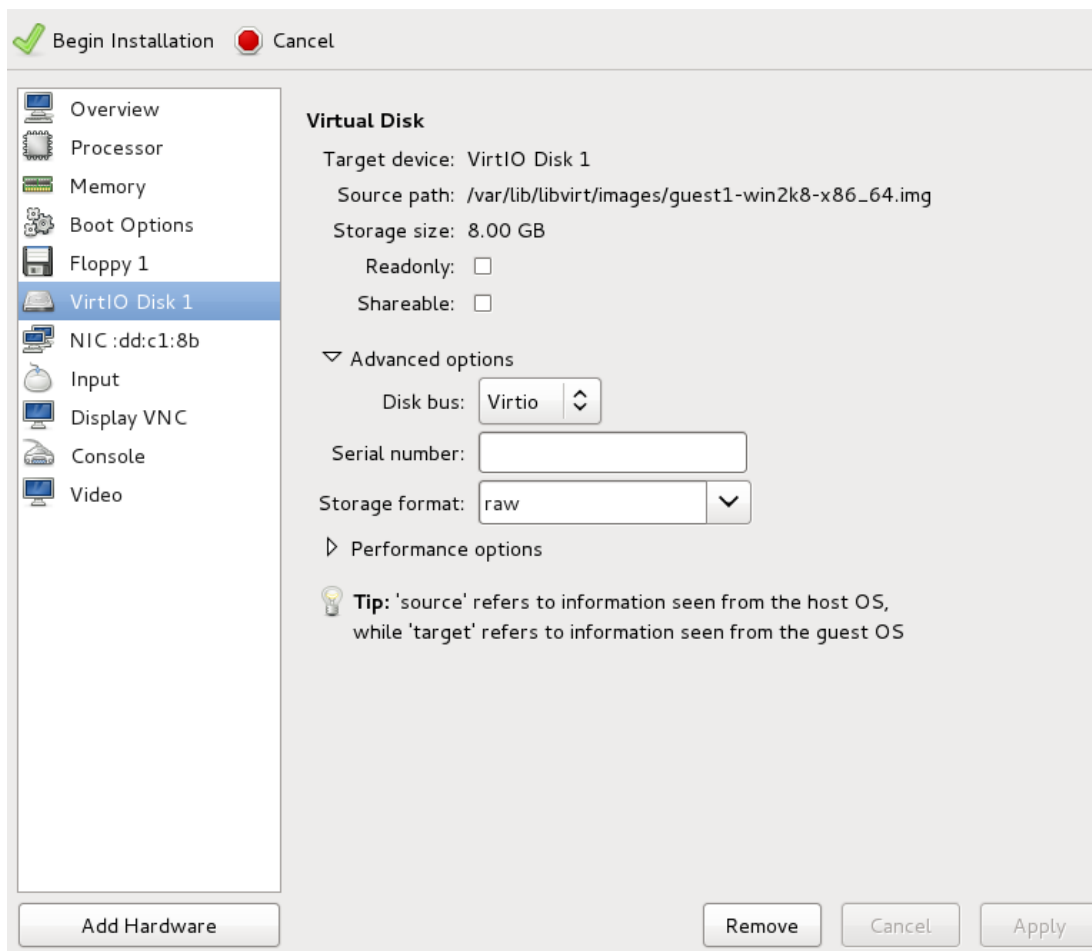 Begin Installation Cancel
Overview
Processor
Memory
Boot Options
Floppy 1
VirtIO Disk 1
NIC :dd:c1:8b
Input
Display VNC
Console
Video
Add Hardware
Virtual Disk
Target device: VirtIO Disk 1
Source path: /var/lib/libvirt/images/guest1-win2k8-x86_64.img
Storage size: 8.00 GB
Readonly:
Shareable:
Advanced options
Disk bus: Virtio
Serial number:
Storage format: raw
Performance options
Tip: 'source' refers to information seen from the host OS,
while 'target' refers to information seen from the guest OS
Remove Cancel Apply